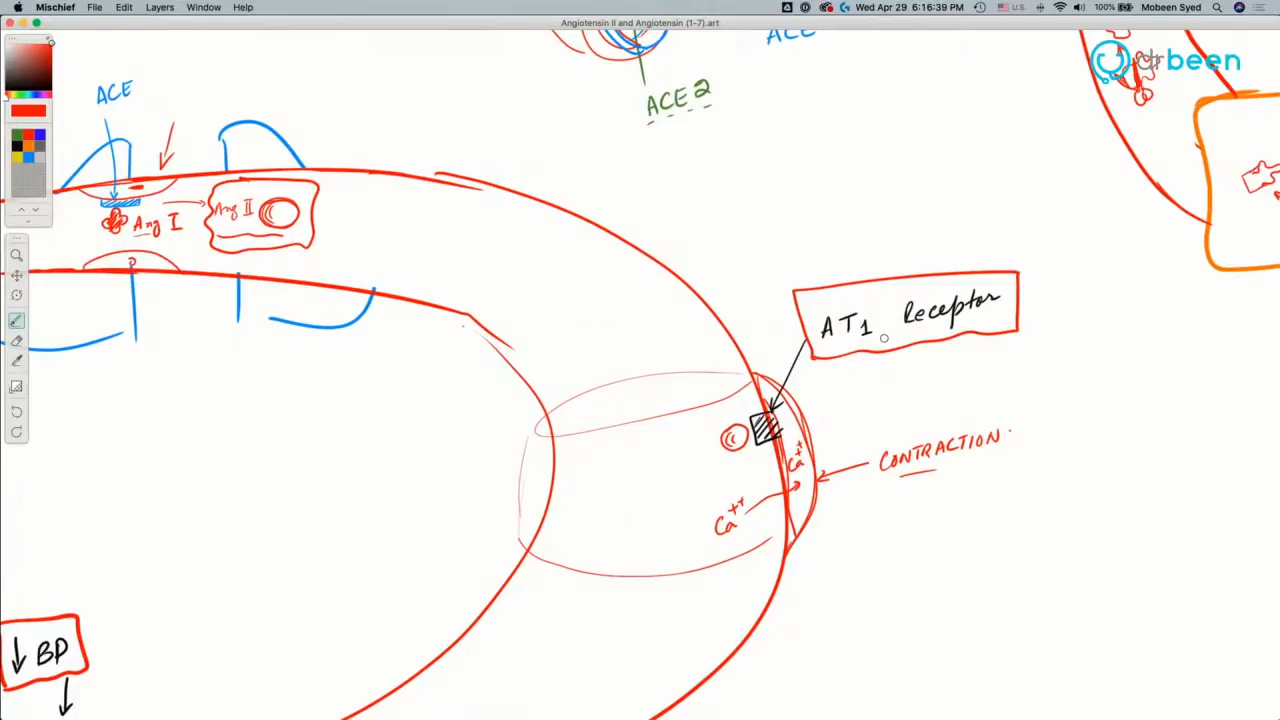 Mischief File Edit Layers Window Help
U.S. 100% Wed Apr 29 6:16:39 PM Mobeen Syed
Angiotensin II and Angiotensin (1-7).art
drbeen
ACE
ACE 2
ACE
Ang I
Ang II
AT1 Receptor
Ca++
CONTRACTION
Ca++
↓ BP
↓